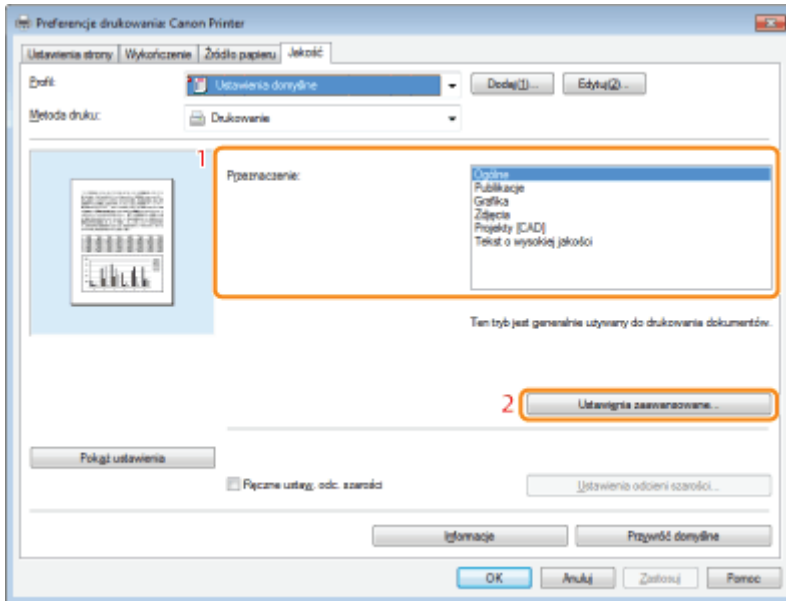 Preferencje drukowania: Canon Printer
Ustawienia strony Wykończenie Źródło papieru Jakość
Profil: Ustawienia domyślne Dodaj(1)... Edytuj(2)...
Metoda druku: Drukowanie
1
Przeznaczenie:
Ogólne
Publikacje
Grafika
Zdjęcia
Projekty [CAD]
Tekst o wysokiej jakości
Ten tryb jest generalnie używany do drukowania dokumentów.
2 Ustawienia zaawansowane...
Pokaż ustawienia
Ręczne ustaw. odc. szarości Ustawienia odcieni szarości...
Informacje Przywróć domyślne
OK Anuluj Zastosuj Pomoc